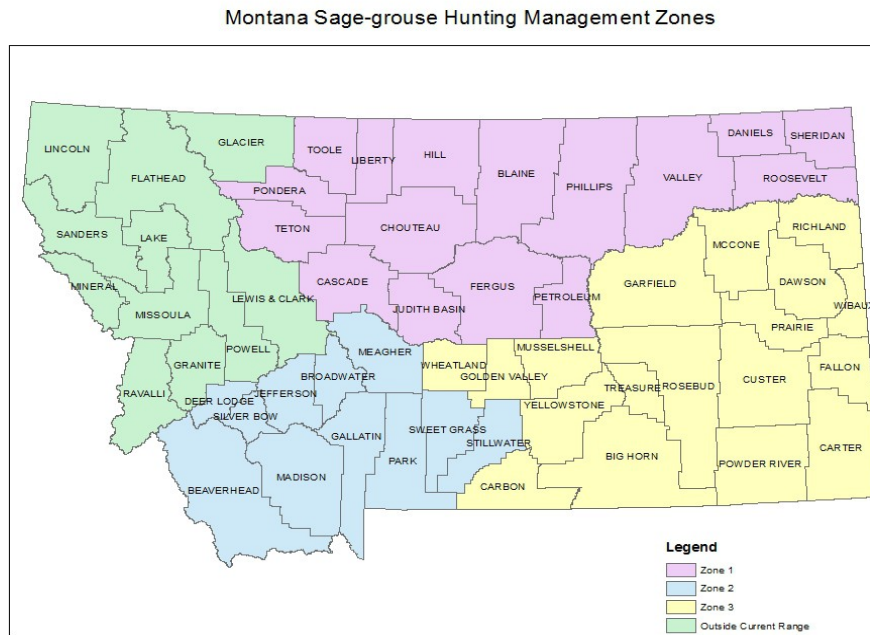 Montana Sage-grouse Hunting Management Zones
LINCOLN
GLACIER
TOOLE
LIBERTY
HILL
BLAINE
PHILLIPS
VALLEY
DANIELS
SHERIDAN
ROOSEVELT
FLATHEAD
PONDERA
TETON
CHOUTEAU
SANDERS
LAKE
RICHLAND
MCCONE
CASCADE
FERGUS
PETROLEUM
GARFIELD
DAWSON
WIBAUX
MINERAL
MISSOULA
LEWIS & CLARK
JUDITH BASIN
PRAIRIE
POWELL
GRANITE
RAVALLI
MEAGHER
BROADWATER
WHEATLAND
GOLDEN VALLEY
MUSSELSHELL
TREASURE
ROSEBUD
CUSTER
FALLON
DEER LODGE
SILVER BOW
JEFFERSON
GALLATIN
SWEET GRASS
STILLWATER
YELLOWSTONE
BEAVERHEAD
MADISON
PARK
CARBON
BIG HORN
POWDER RIVER
CARTER
Legend
Zone 1
Zone 2
Zone 3
Outside Current Range